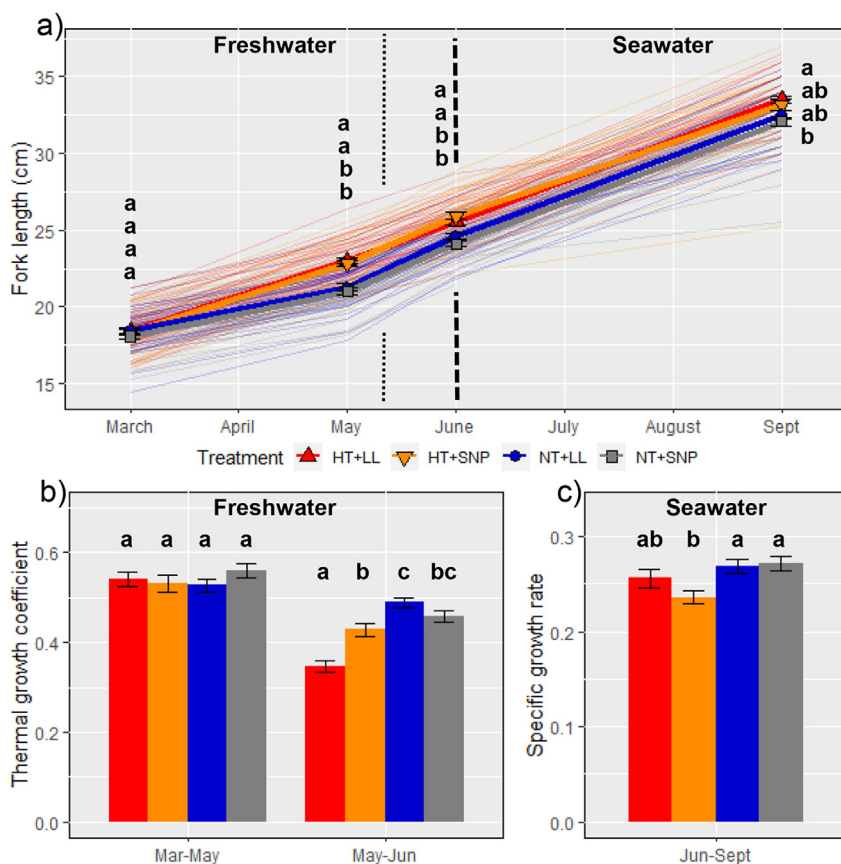 a)
Freshwater Seawater
Fork length (cm)
35
30
25
20
15
a
a
a
a
a
a
b
b
a
a
b
b
a
ab
ab
b
March April May June July August Sept
Treatment HT+LL HT+SNP NT+LL NT+SNP
b)
Freshwater
Thermal growth coefficient
0.6
0.4
0.2
0.0
a a a a a b c bc
Mar-May May-Jun
c)
Seawater
Specific growth rate
0.3
0.2
0.1
0.0
ab b a a
Jun-Sept